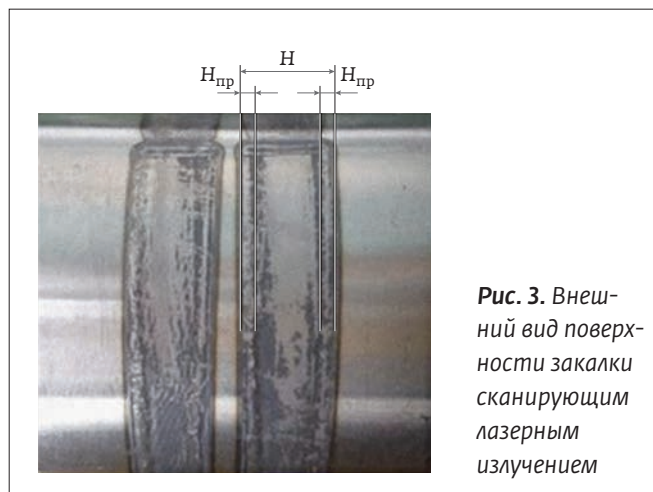 H
Hпр Hпр
Рис. 3. Внеш-
ний вид поверх-
ности закалки
сканирующим
лазерным
излучением